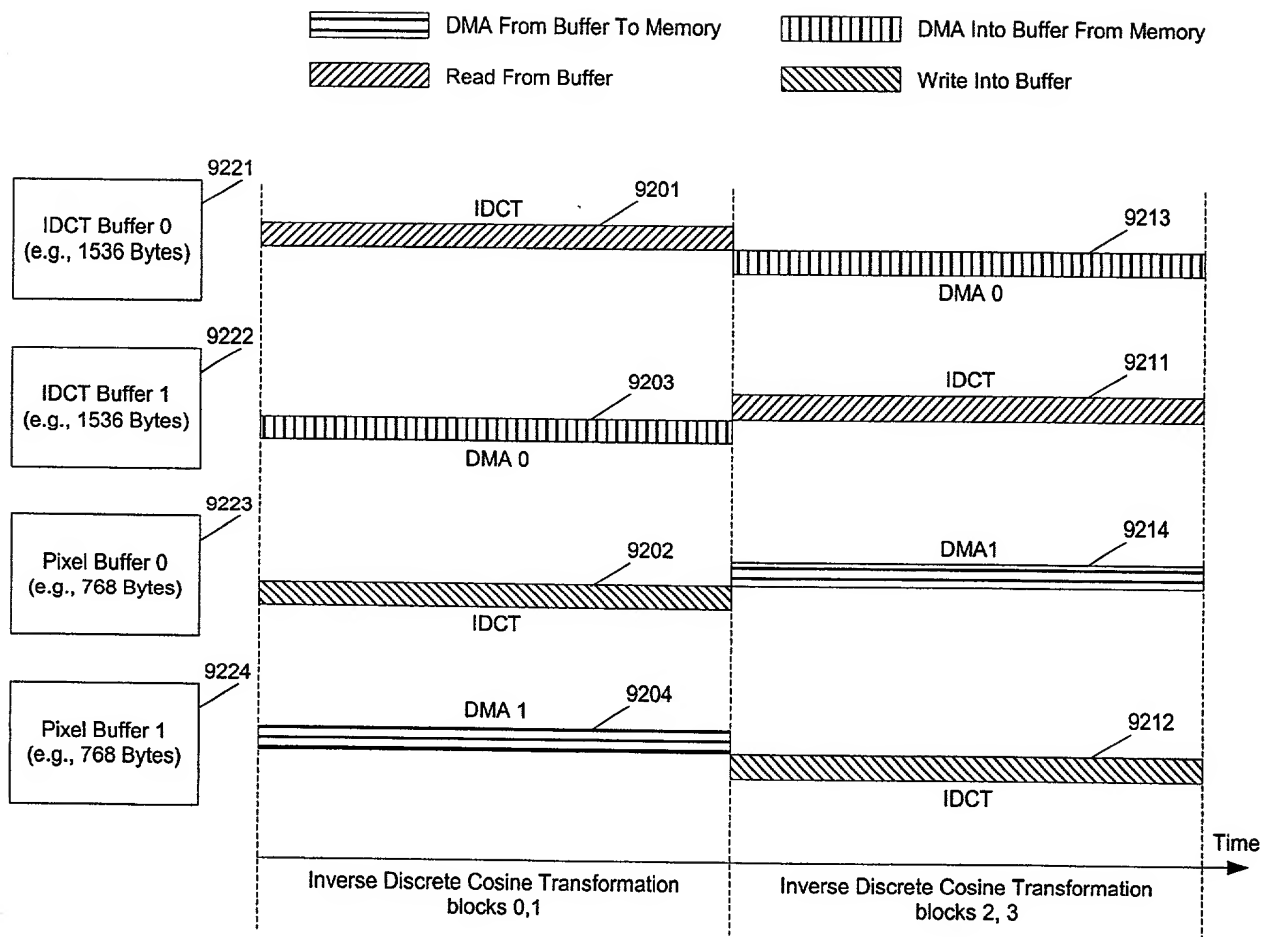 DMA From Buffer To Memory
DMA Into Buffer From Memory
Read From Buffer
Write Into Buffer
9221
IDCT Buffer 0
(e.g., 1536 Bytes)
IDCT
9201
9213
DMA 0
9222
IDCT Buffer 1
(e.g., 1536 Bytes)
9203
DMA 0
IDCT
9211
9223
Pixel Buffer 0
(e.g., 768 Bytes)
9202
IDCT
DMA1
9214
9224
Pixel Buffer 1
(e.g., 768 Bytes)
DMA 1
9204
9212
IDCT
Time
Inverse Discrete Cosine Transformation
blocks 0,1
Inverse Discrete Cosine Transformation
blocks 2, 3